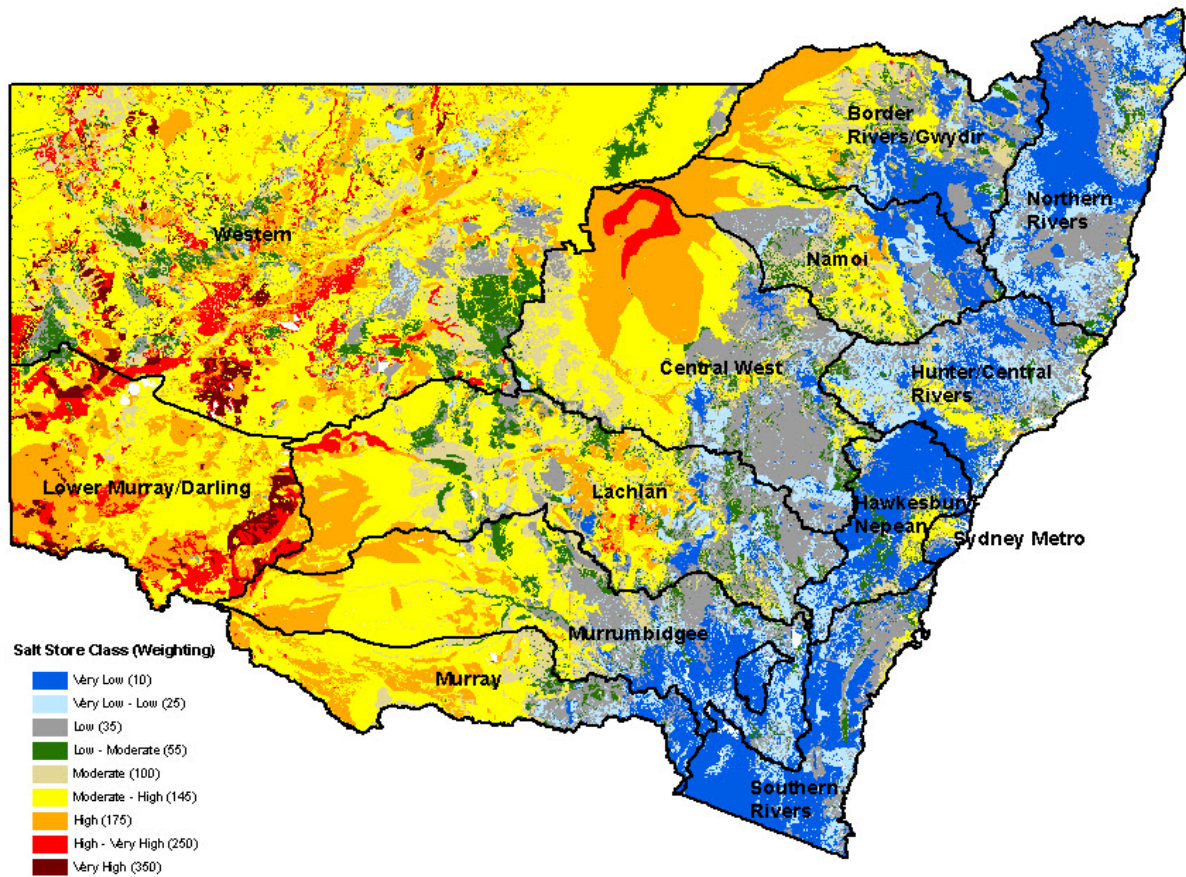 Border
Rivers/Gwydir
Northern
Rivers
Western
Namoi
Central West
Hunter/Central
Rivers
Lower Murray/Darling
Lachlan
Hawkesbury
Nepean
Sydney Metro
Murrumbidgee
Murray
Southern
Rivers
Salt Store Class (Weighting)
Very Low (10)
Very Low - Low (25)
Low (35)
Low - Moderate (55)
Moderate (100)
Moderate - High (145)
High (175)
High - Very High (250)
Very High (350)